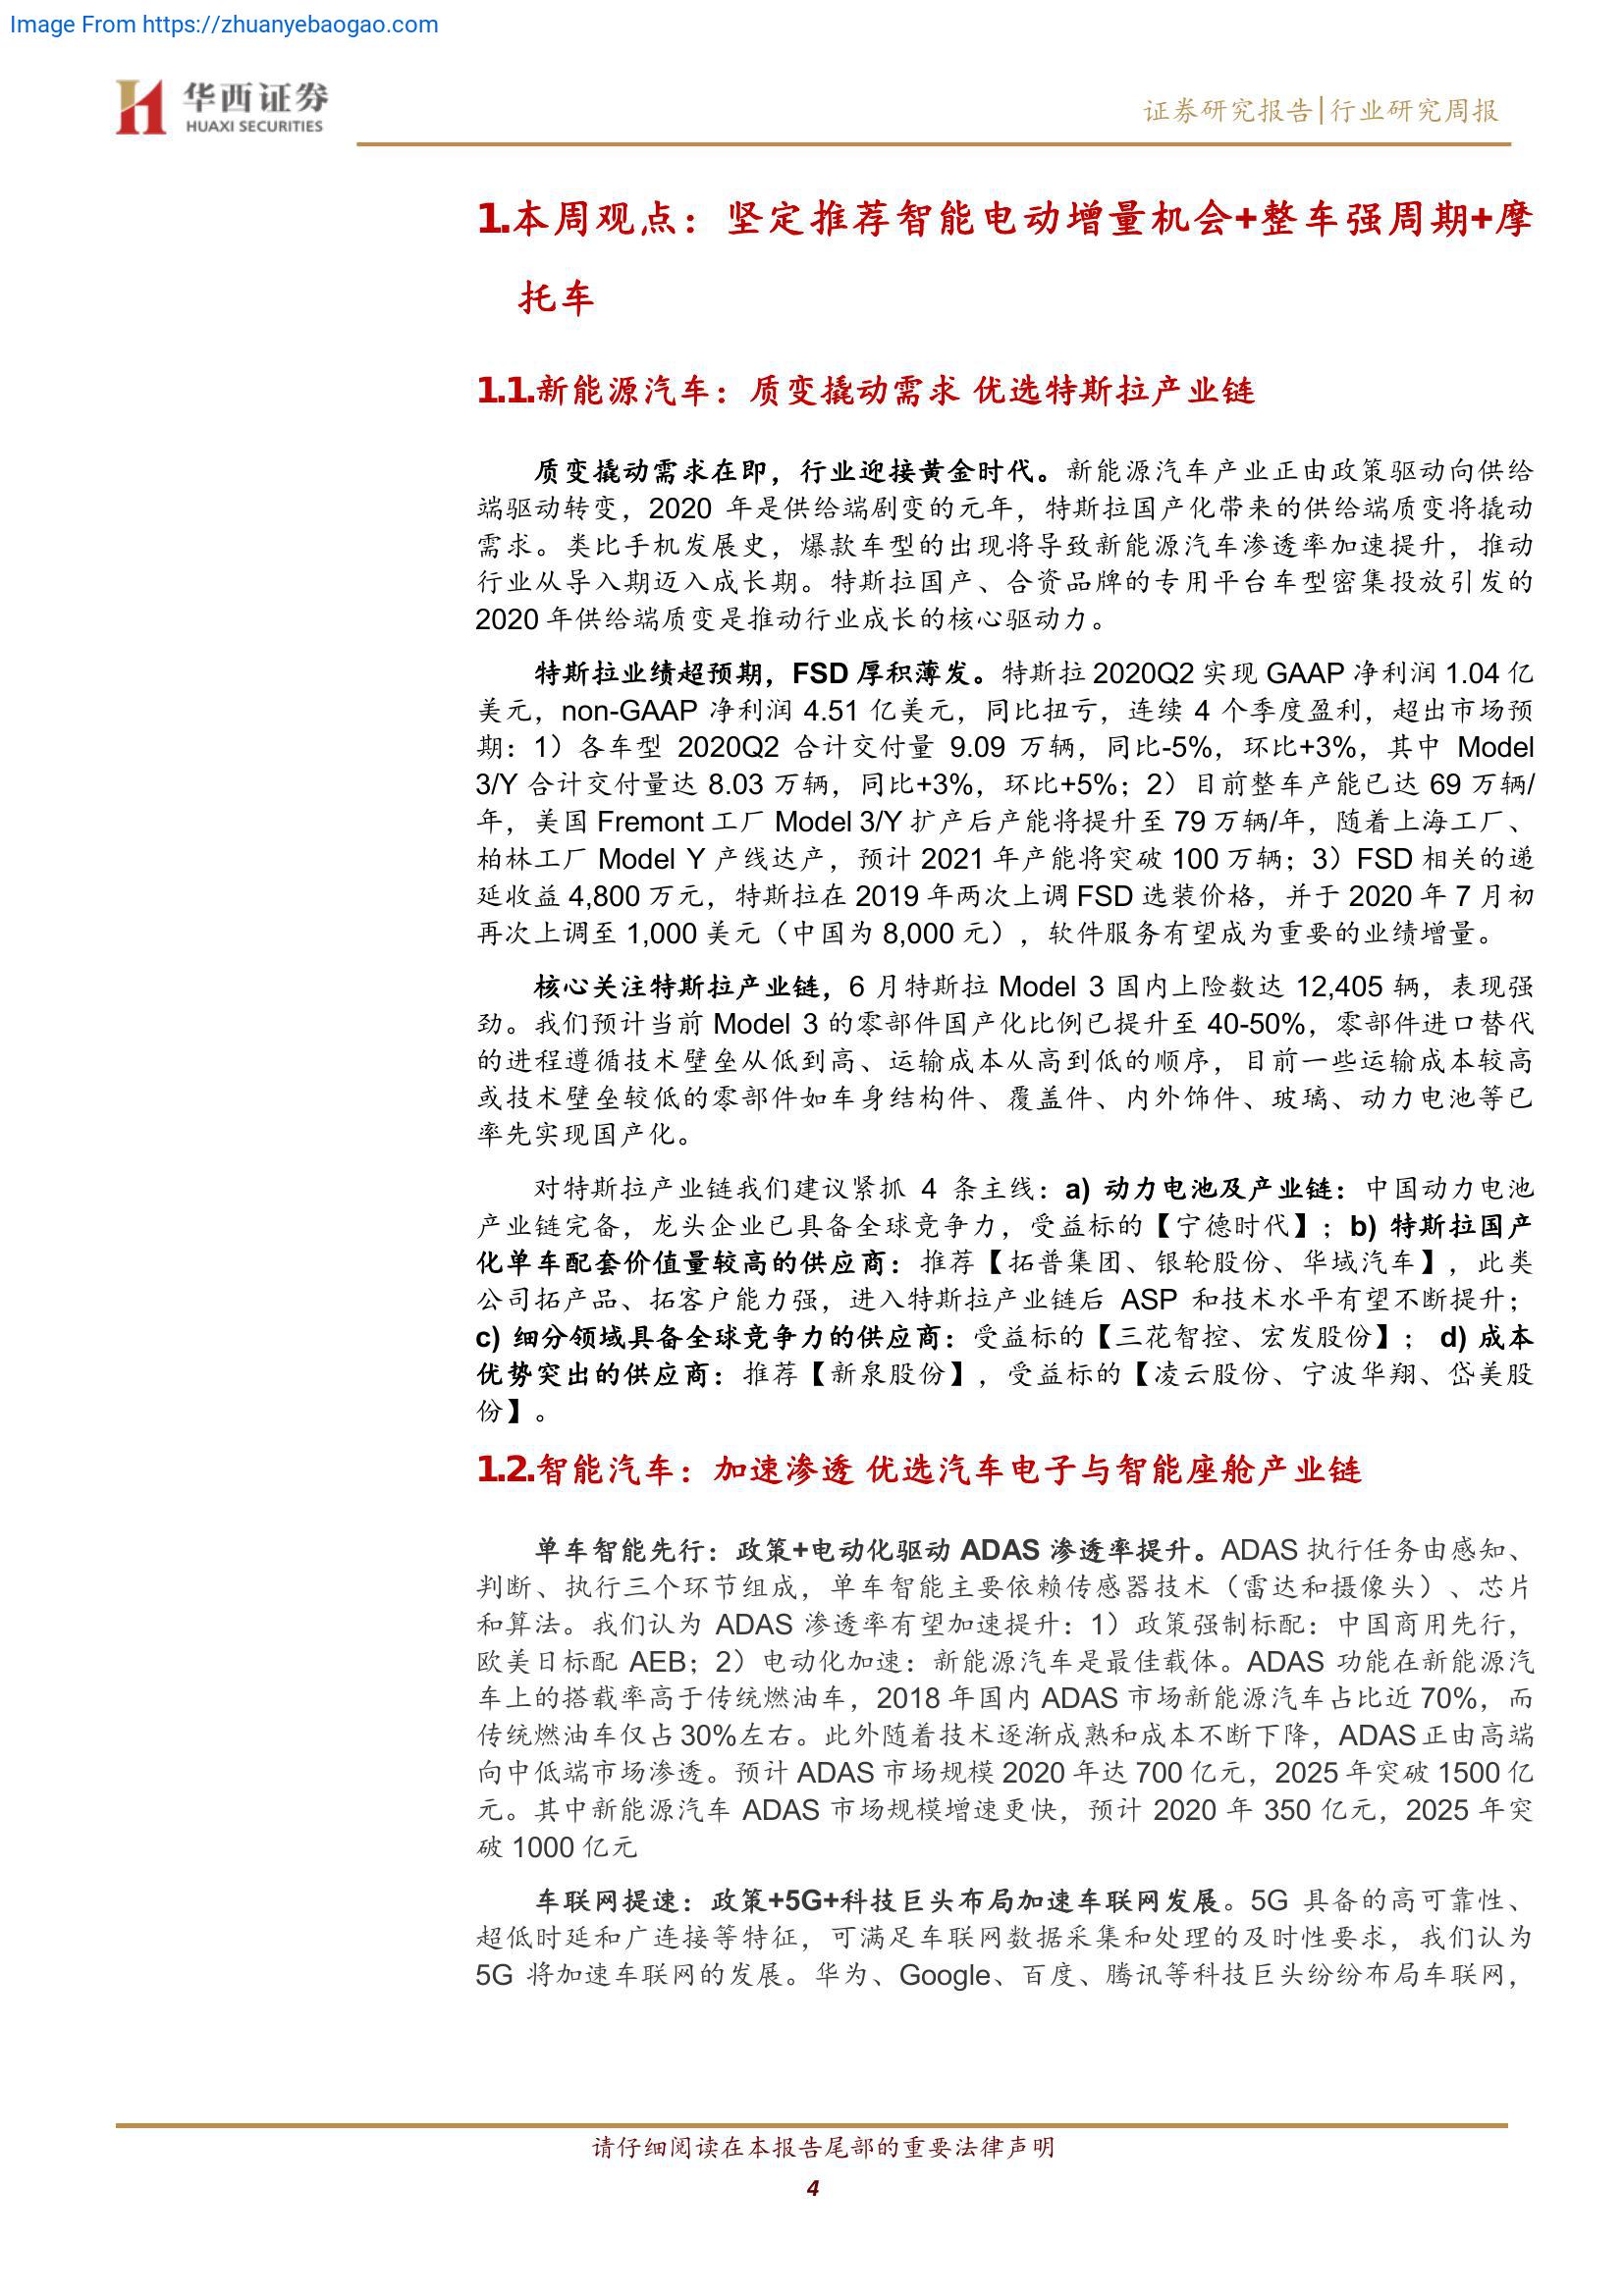 Image From https://zhuanyebaogao.com
华西证券
HUAXI SECURITIES
证券研究报告|行业研究周报
1.本周观点：坚定推荐智能电动增量机会+整车强周期+摩
托车
1.1.新能源汽车：质变撬动需求 优选特斯拉产业链
质变撬动需求在即，行业迎接黄金时代。新能源汽车产业正由政策驱动向供给
端驱动转变，2020 年是供给端剧变的元年，特斯拉国产化带来的供给端质变将撬动
需求。类比手机发展史，爆款车型的出现将导致新能源汽车渗透率加速提升，推动
行业从导入期迈入成长期。特斯拉国产、合资品牌的专用平台车型密集投放引发的
2020 年供给端质变是推动行业成长的核心驱动力。
特斯拉业绩超预期，FSD 厚积薄发。特斯拉 2020Q2 实现 GAAP 净利润 1.04 亿
美元，non-GAAP 净利润 4.51 亿美元，同比扭亏，连续 4 个季度盈利，超出市场预
期：1）各车型 2020Q2 合计交付量 9.09 万辆，同比-5%，环比+3%，其中 Model
3/Y 合计交付量达 8.03 万辆，同比+3%，环比+5%；2）目前整车产能已达 69 万辆/
年，美国 Fremont 工厂 Model 3/Y 扩产后产能将提升至 79 万辆/年，随着上海工厂、
柏林工厂 Model Y 产线达产，预计 2021 年产能将突破 100 万辆；3）FSD 相关的递
延收益 4,800 万元，特斯拉在 2019 年两次上调 FSD 选装价格，并于 2020 年 7 月初
再次上调至 1,000 美元（中国为 8,000 元），软件服务有望成为重要的业绩增量。
核心关注特斯拉产业链，6 月特斯拉 Model 3 国内上险数达 12,405 辆，表现强
劲。我们预计当前 Model 3 的零部件国产化比例已提升至 40-50%，零部件进口替代
的进程遵循技术壁垒从低到高、运输成本从高到低的顺序，目前一些运输成本较高
或技术壁垒较低的零部件如车身结构件、覆盖件、内外饰件、玻璃、动力电池等已
率先实现国产化。
对特斯拉产业链我们建议紧抓 4 条主线：a) 动力电池及产业链：中国动力电池
产业链完备，龙头企业已具备全球竞争力，受益标的【宁德时代】；b) 特斯拉国产
化单车配套价值量较高的供应商：推荐【拓普集团、银轮股份、华域汽车】，此类
公司拓产品、拓客户能力强，进入特斯拉产业链后 ASP 和技术水平有望不断提升；
c) 细分领域具备全球竞争力的供应商：受益标的【三花智控、宏发股份】； d) 成本
优势突出的供应商：推荐【新泉股份】，受益标的【凌云股份、宁波华翔、岱美股
份】。
1.2.智能汽车：加速渗透 优选汽车电子与智能座舱产业链
单车智能先行：政策+电动化驱动 ADAS 渗透率提升。ADAS 执行任务由感知、
判断、执行三个环节组成，单车智能主要依赖传感器技术（雷达和摄像头）、芯片
和算法。我们认为 ADAS 渗透率有望加速提升：1）政策强制标配：中国商用先行，
欧美日标配 AEB；2）电动化加速：新能源汽车是最佳载体。ADAS 功能在新能源汽
车上的搭载率高于传统燃油车，2018 年国内 ADAS 市场新能源汽车占比近 70%，而
传统燃油车仅占 30%左右。此外随着技术逐渐成熟和成本不断下降，ADAS 正由高端
向中低端市场渗透。预计 ADAS 市场规模 2020 年达 700 亿元，2025 年突破 1500 亿
元。其中新能源汽车 ADAS 市场规模增速更快，预计 2020 年 350 亿元，2025 年突
破 1000 亿元
车联网提速：政策+5G+科技巨头布局加速车联网发展。5G 具备的高可靠性、
超低时延和广连接等特征，可满足车联网数据采集和处理的及时性要求，我们认为
5G 将加速车联网的发展。华为、Google、百度、腾讯等科技巨头纷纷布局车联网，
请仔细阅读在本报告尾部的重要法律声明
4